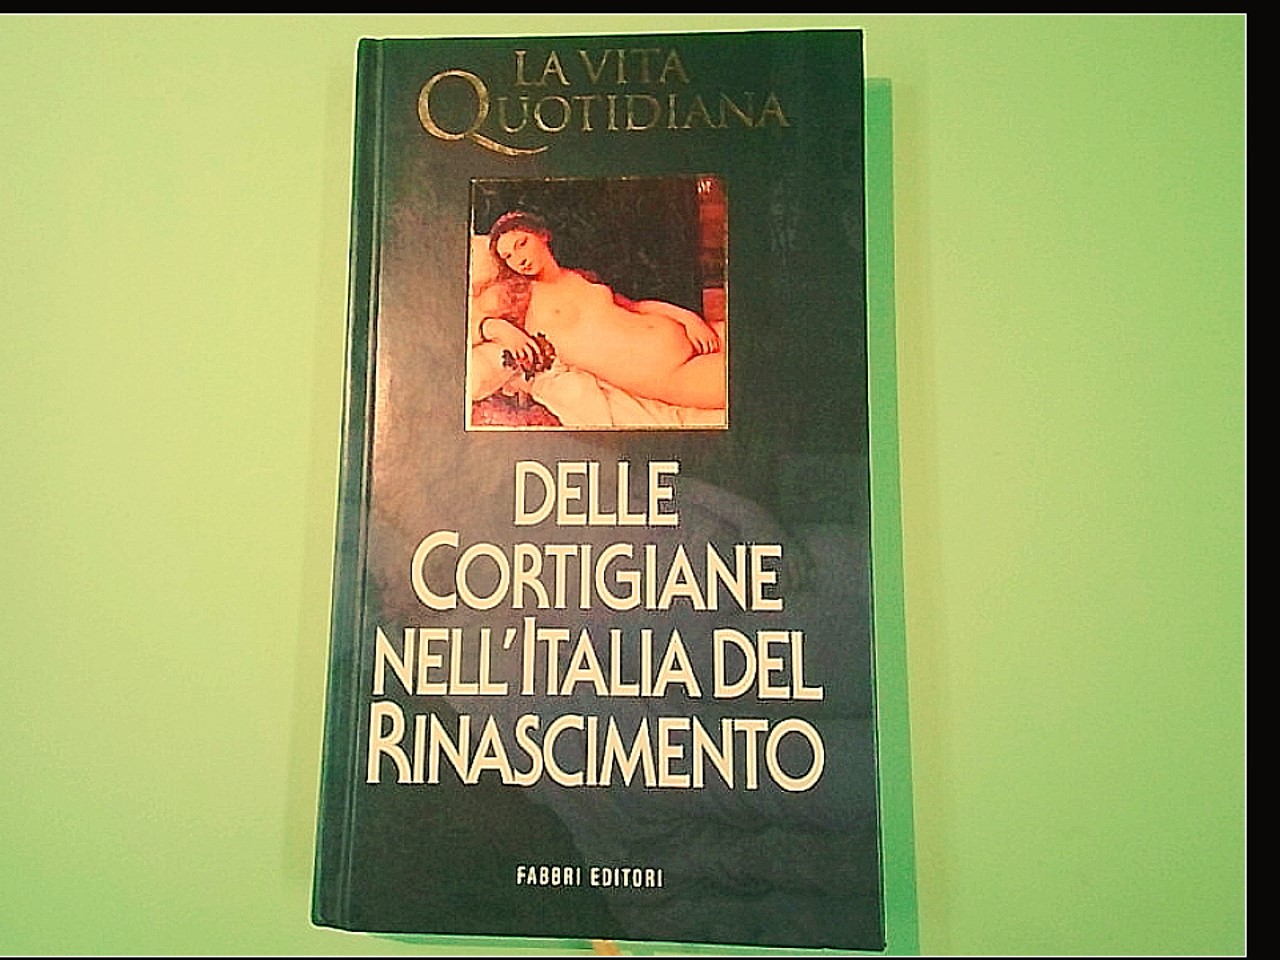 LA VITA
QUOTIDIANA
DELLE
CORTIGIANE
NELL'ITALIA DEL
RINASCIMENTO
FABBRI EDITORI